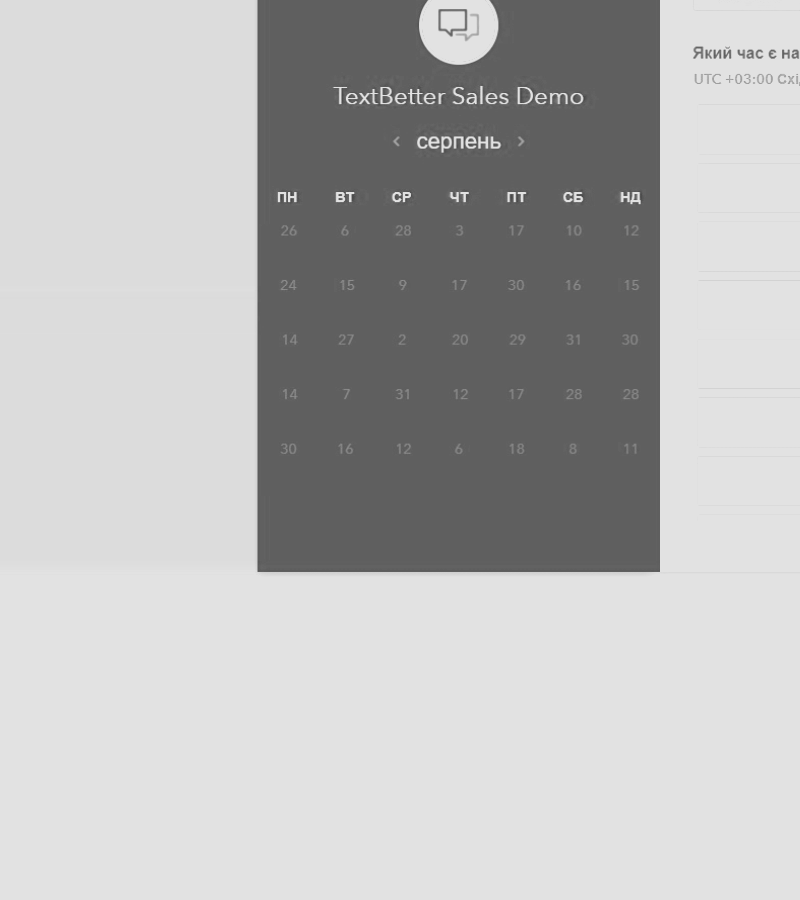 TextBetter Sales Demo
серпень
ПН ВТ СР ЧТ ПТ СБ НД
26 6 28 3 17 10 12
24 15 9 17 30 16 15
14 27 2 20 29 31 30
14 7 31 12 17 28 28
30 16 12 6 18 8 11
Який час є на
UTC +03:00